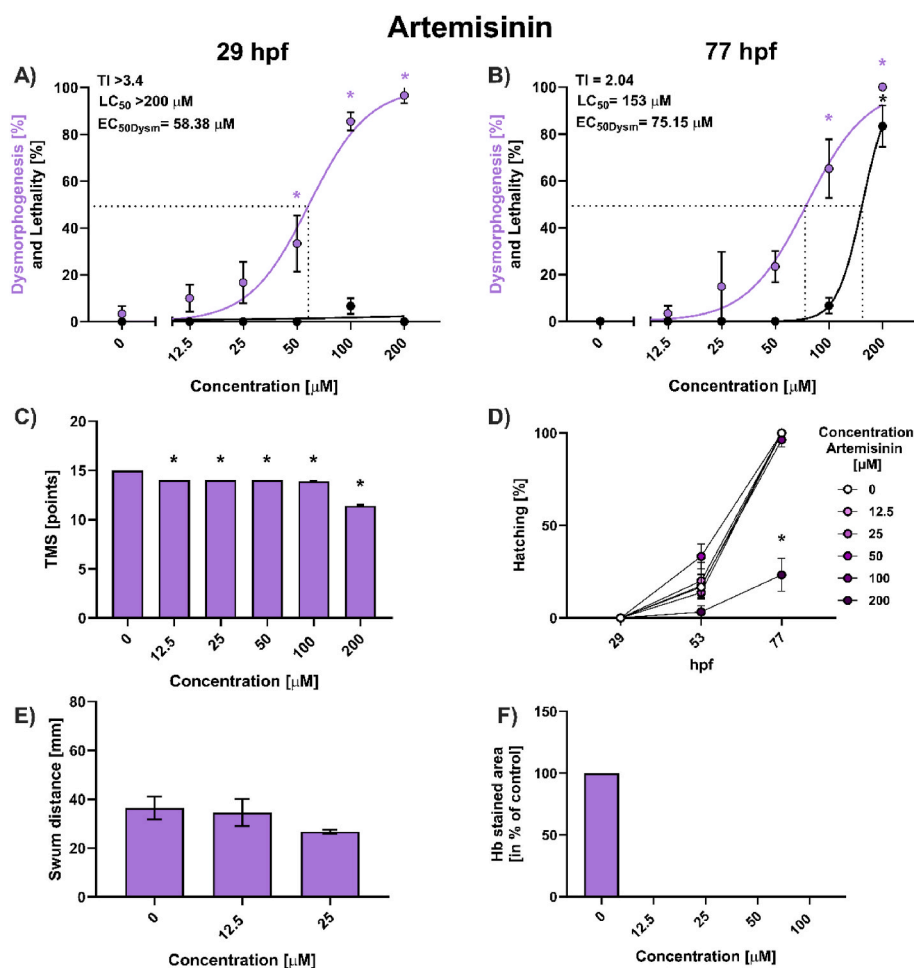 Artemisinin
29 hpf
77 hpf
A)
TI >3.4
LC50 >200 μM
EC50Dysm= 58.38 μM
Dysmorphogenesis [%]
and Lethality [%]
100
80
60
40
20
0
* * *
0 12.5 25 50 100 200
Concentration [μM]
B)
TI = 2.04
LC50= 153 μM
EC50Dysm= 75.15 μM
Dysmorphogenesis [%]
and Lethality [%]
100
80
60
40
20
0
* * *
0 12.5 25 50 100 200
Concentration [μM]
C)
TMS [points]
20
15
10
5
0
* * * * *
0 12.5 25 50 100 200
Concentration [μM]
D)
Hatching [%]
100
50
0
*
29 53 77
hpf
Concentration
Artemisinin
[μM]
0
12.5
25
50
100
200
E)
Swum distance [mm]
80
60
40
20
0
0 12.5 25
Concentration [μM]
F)
Hb stained area
[in % of control]
150
100
50
0
0 12.5 25 50 100
Concentration [μM]